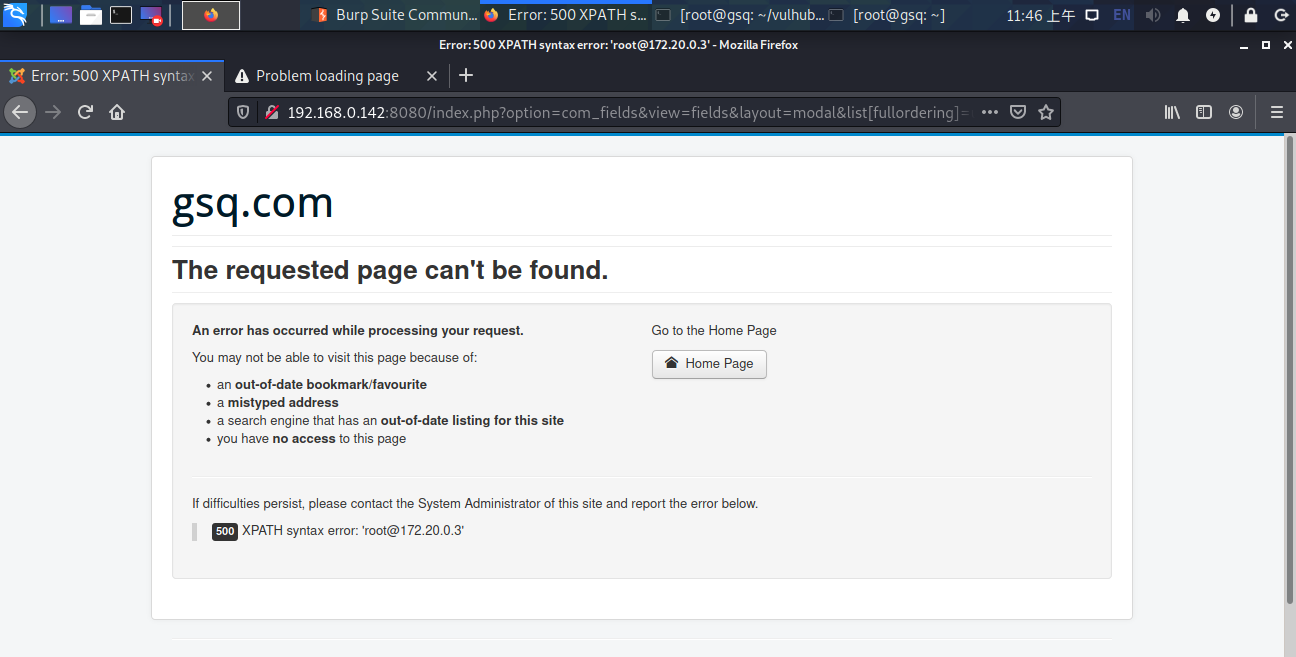 Burp Suite Commun... Error: 500 XPATH s... [root@gsq: ~/vulhub... [root@gsq: ~] 11:46 上午 EN
Error: 500 XPATH syntax error: 'root@172.20.0.3' - Mozilla Firefox
Error: 500 XPATH syntax Problem loading page
192.168.0.142:8080/index.php?option=com_fields&view=fields&layout=modal&list[fullordering]=
gsq.com
The requested page can't be found.
An error has occurred while processing your request.
You may not be able to visit this page because of:
• an out-of-date bookmark/favourite
• a mistyped address
• a search engine that has an out-of-date listing for this site
• you have no access to this page
Go to the Home Page
Home Page
If difficulties persist, please contact the System Administrator of this site and report the error below.
500 XPATH syntax error: 'root@172.20.0.3'